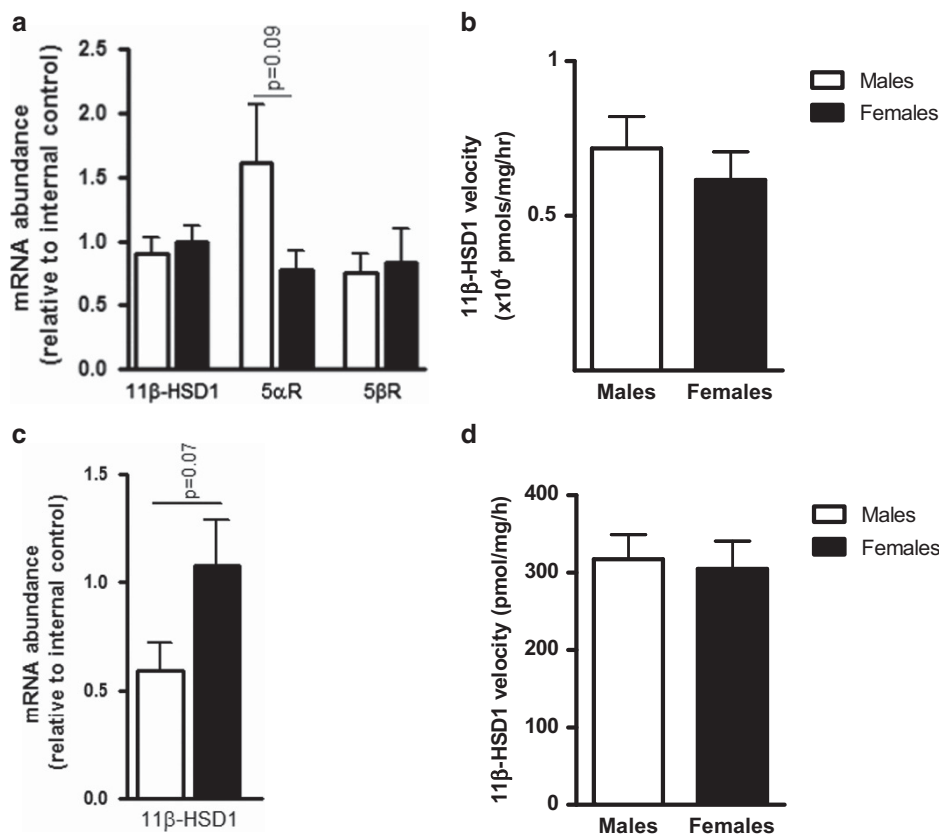 a
mRNA abundance
(relative to internal control)
2.5
2.0
1.5
1.0
0.5
0.0
p=0.09
11β-HSD1 5αR 5βR
b
11β-HSD1 velocity
(x10⁴ pmols/mg/hr)
1
0.5
Males Females
Males
Females
c
mRNA abundance
(relative to internal control)
1.5
1.0
0.5
0.0
p=0.07
11β-HSD1
d
11β-HSD1 velocity (pmol/mg/h)
400
300
200
100
0
Males Females
Males
Females